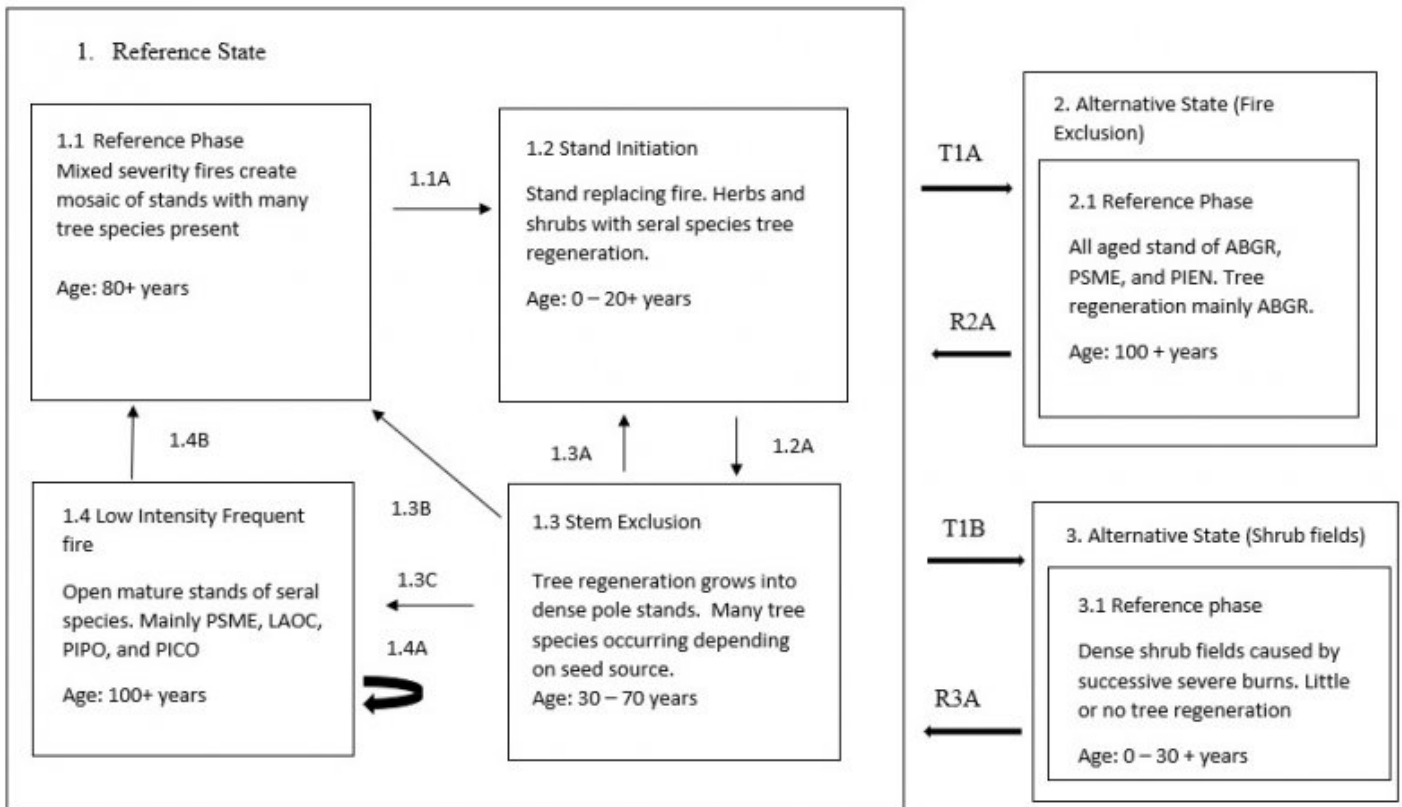 1. Reference State
1.1 Reference Phase
Mixed severity fires create
mosaic of stands with many
tree species present
Age: 80+ years
1.1A
1.2 Stand Initiation
Stand replacing fire. Herbs and
shrubs with seral species tree
regeneration.
Age: 0 – 20+ years
1.4B
1.3B
1.3A
1.2A
1.4 Low Intensity Frequent
fire
Open mature stands of seral
species. Mainly PSME, LAOC,
PIPO, and PICO
Age: 100+ years
1.3C
1.4A
1.3 Stem Exclusion
Tree regeneration grows into
dense pole stands. Many tree
species occurring depending
on seed source.
Age: 30 – 70 years
T1A
R2A
2. Alternative State (Fire
Exclusion)
2.1 Reference Phase
All aged stand of ABGR,
PSME, and PIEN. Tree
regeneration mainly ABGR.
Age: 100 + years
T1B
R3A
3. Alternative State (Shrub fields)
3.1 Reference phase
Dense shrub fields caused by
successive severe burns. Little
or no tree regeneration
Age: 0 – 30 + years